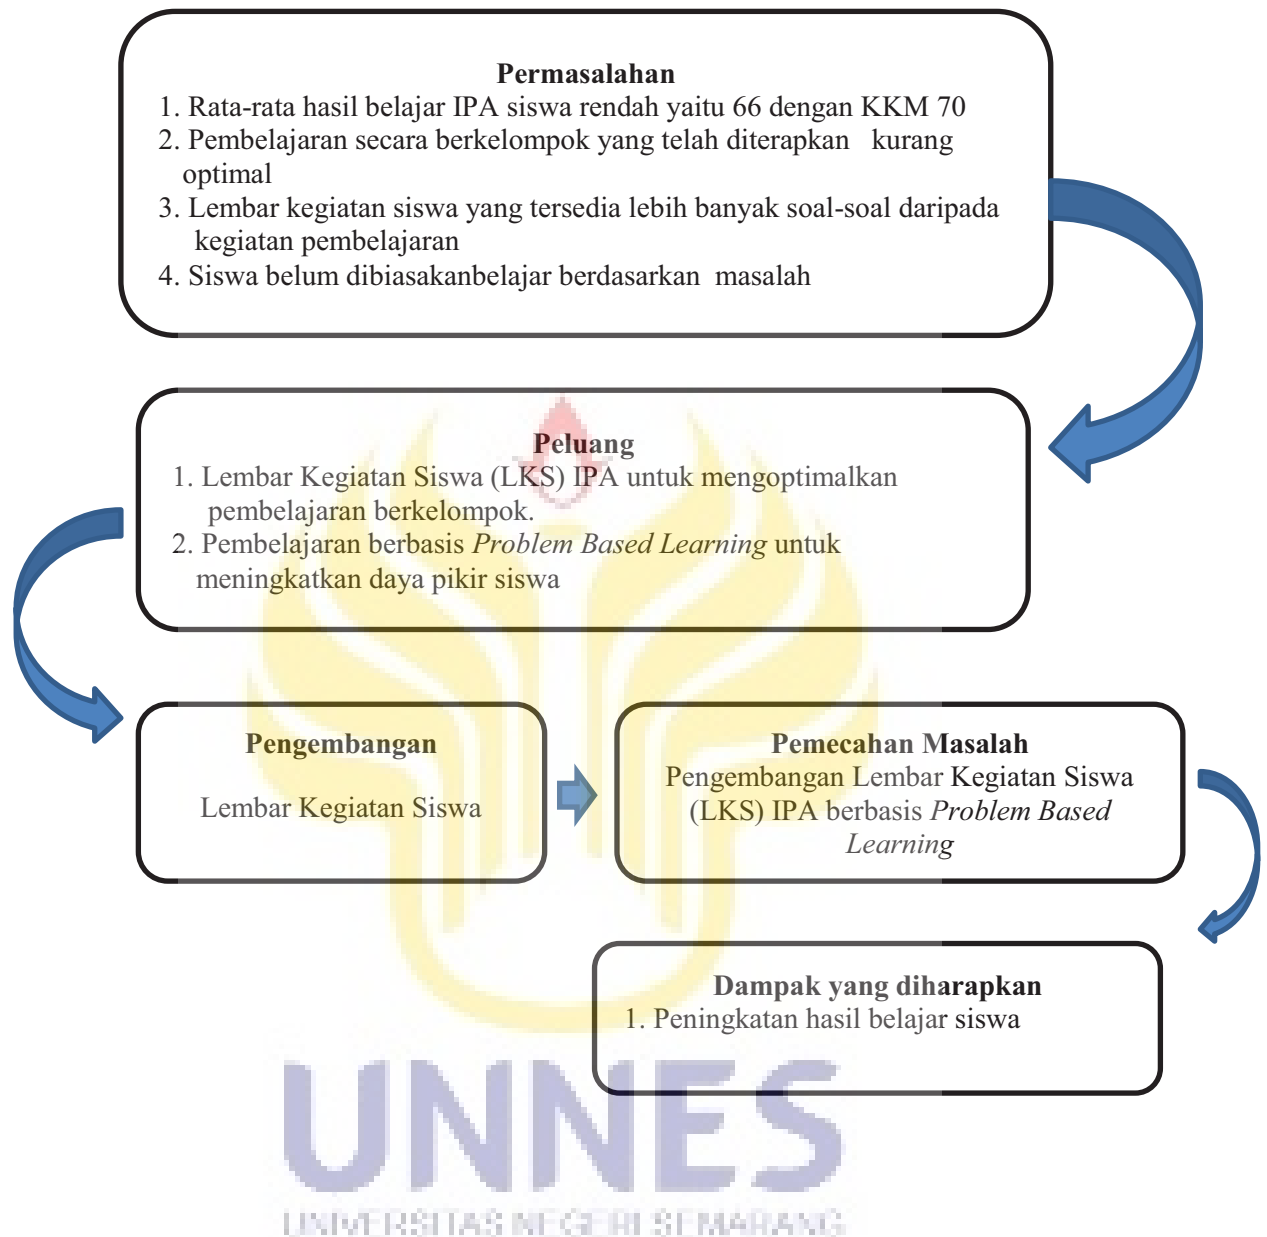 Permasalahan
1. Rata-rata hasil belajar IPA siswa rendah yaitu 66 dengan KKM 70
2. Pembelajaran secara berkelompok yang telah diterapkan kurang
optimal
3. Lembar kegiatan siswa yang tersedia lebih banyak soal-soal daripada
kegiatan pembelajaran
4. Siswa belum dibiasakanbelajar berdasarkan masalah
Peluang
1. Lembar Kegiatan Siswa (LKS) IPA untuk mengoptimalkan
pembelajaran berkelompok.
2. Pembelajaran berbasis Problem Based Learning untuk
meningkatkan daya pikir siswa
Pengembangan
Lembar Kegiatan Siswa
Pemecahan Masalah
Pengembangan Lembar Kegiatan Siswa
(LKS) IPA berbasis Problem Based
Learning
Dampak yang diharapkan
1. Peningkatan hasil belajar siswa
UNNES
UNIVERSITAS NEGERI SEMARANG